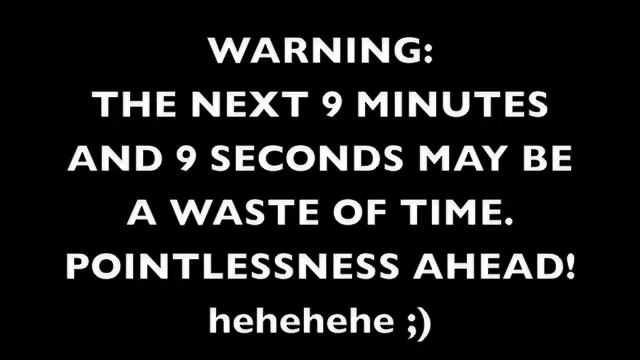 WARNING:
THE NEXT 9 MINUTES
AND 9 SECONDS MAY BE
A WASTE OF TIME.
POINTLESSNESS AHEAD!
hehehehe ;)